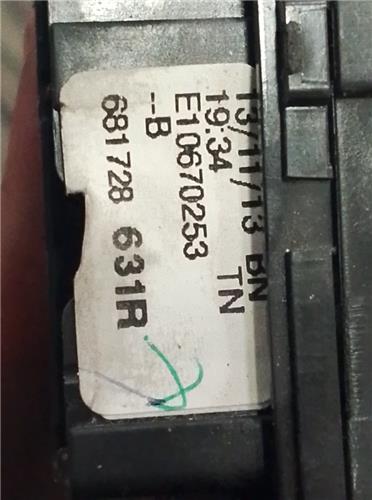 13/11/13 BN
19:34 TN
E10670253
--B
681728 631R